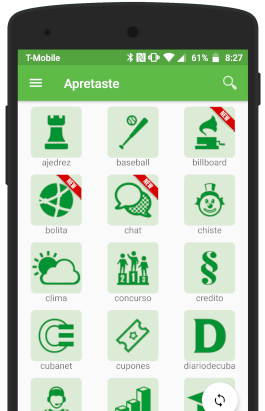 T-Mobile 61% 8:27
Apretaste
NEW
ajedrez baseball billboard
NEW NEW
bolita chat chiste
clima concurso credito
cubanet cupones diariodecuba
D